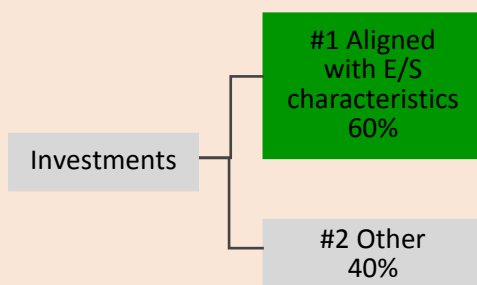 #1 Aligned
with E/S
characteristics
60%
Investments
#2 Other
40%